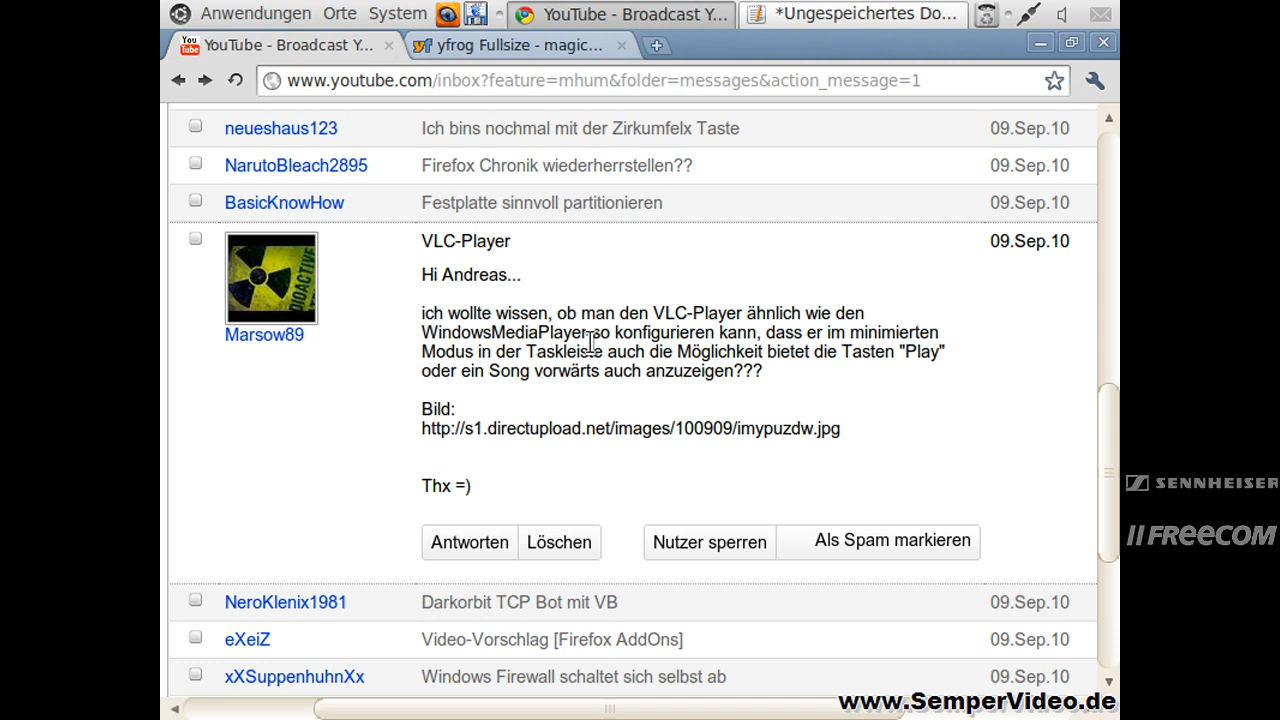 Anwendungen Orte System YouTube - Broadcast Y... *Ungespeichertes Do...
You Tube YouTube - Broadcast Y... yf yfrog Fullsize - magic...
www.youtube.com/inbox?feature=mhum&folder=messages&action_message=1
neueshaus123 Ich bins nochmal mit der Zirkumfelx Taste 09.Sep.10
NarutoBleach2895 Firefox Chronik wiederherrstellen?? 09.Sep.10
BasicKnowHow Festplatte sinnvoll partitionieren 09.Sep.10
VLC-Player 09.Sep.10
RADIOACTIVE
Marsow89
Hi Andreas...
ich wollte wissen, ob man den VLC-Player ähnlich wie den
WindowsMediaPlayer so konfigurieren kann, dass er im minimierten
Modus in der Taskleiste auch die Möglichkeit bietet die Tasten "Play"
oder ein Song vorwärts auch anzuzeigen???
Bild:
http://s1.directupload.net/images/100909/imypuzdw.jpg
Thx =)
Antworten Löschen Nutzer sperren Als Spam markieren
NeroKlenix1981 Darkorbit TCP Bot mit VB 09.Sep.10
eXeiZ Video-Vorschlag [Firefox AddOns] 09.Sep.10
xXSuppenhuhnXx Windows Firewall schaltet sich selbst ab
www.SemperVideo.de
SENNHEISER
FREECOM